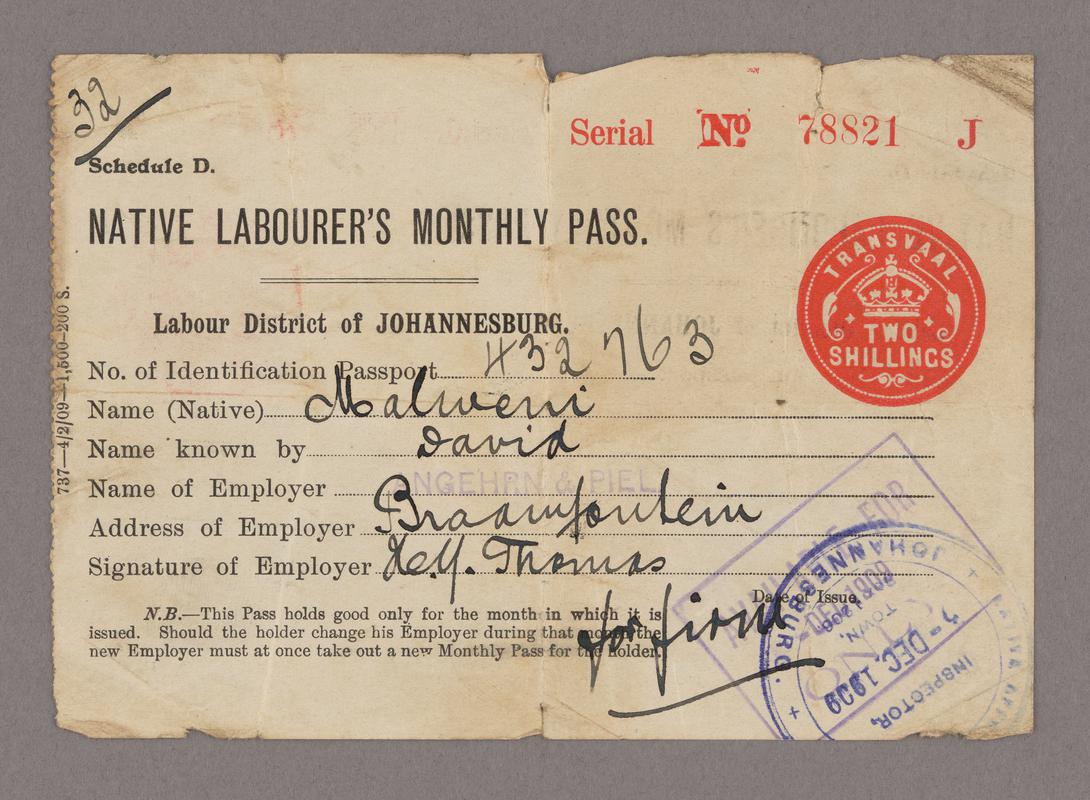 32
Serial No. 78821 J
Schedule D.
NATIVE LABOURER'S MONTHLY PASS.
TRANSVAAL
TWO
SHILLINGS
Labour District of JOHANNESBURG.
No. of Identification Passport 432763
Name (Native) Malweni
Name known by David
Name of Employer ANGEHRN & PIEL
Address of Employer Braamfontein
Signature of Employer Thomas
for firm
Date of Issue
N.B.—This Pass holds good only for the month in which it is
issued. Should the holder change his Employer during that month the
new Employer must at once take out a new Monthly Pass for the holder.
737—4/2/09—1,500–200 S.
JOHANNESBURG.
TOWN.
DEC. 1909
INSPECTOR,